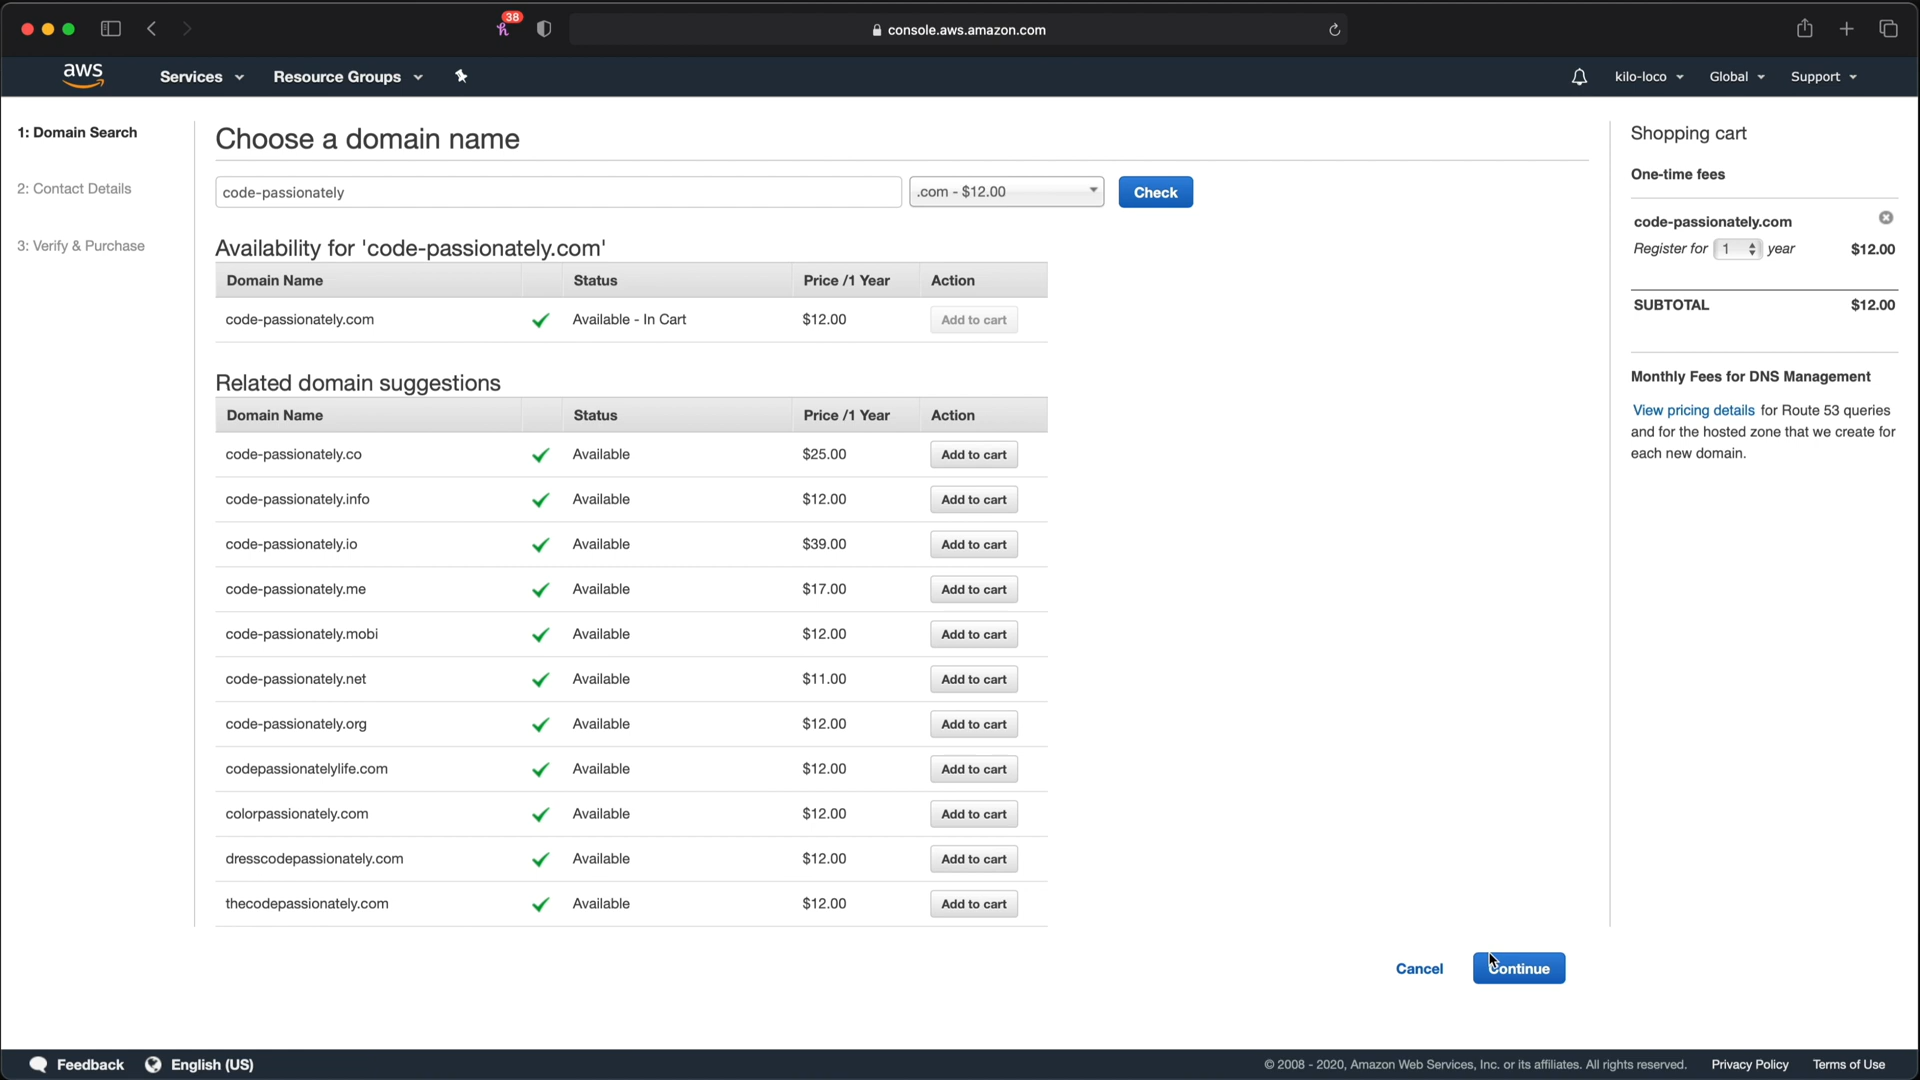 38
console.aws.amazon.com
aws Services Resource Groups kilo-loco Global Support
1: Domain Search
2: Contact Details
3: Verify & Purchase
Choose a domain name
code-passionately .com - $12.00 Check
Availability for 'code-passionately.com'
Domain Name Status Price /1 Year Action
code-passionately.com Available - In Cart $12.00 Add to cart
Related domain suggestions
Domain Name Status Price /1 Year Action
code-passionately.co Available $25.00 Add to cart
code-passionately.info Available $12.00 Add to cart
code-passionately.io Available $39.00 Add to cart
code-passionately.me Available $17.00 Add to cart
code-passionately.mobi Available $12.00 Add to cart
code-passionately.net Available $11.00 Add to cart
code-passionately.org Available $12.00 Add to cart
codepassionatelylife.com Available $12.00 Add to cart
colorpassionately.com Available $12.00 Add to cart
dresscodepassionately.com Available $12.00 Add to cart
thecodepassionately.com Available $12.00 Add to cart
Cancel Continue
Shopping cart
One-time fees
code-passionately.com
Register for 1 year $12.00
SUBTOTAL $12.00
Monthly Fees for DNS Management
View pricing details for Route 53 queries
and for the hosted zone that we create for
each new domain.
Feedback English (US) © 2008 - 2020, Amazon Web Services, Inc. or its affiliates. All rights reserved. Privacy Policy Terms of Use